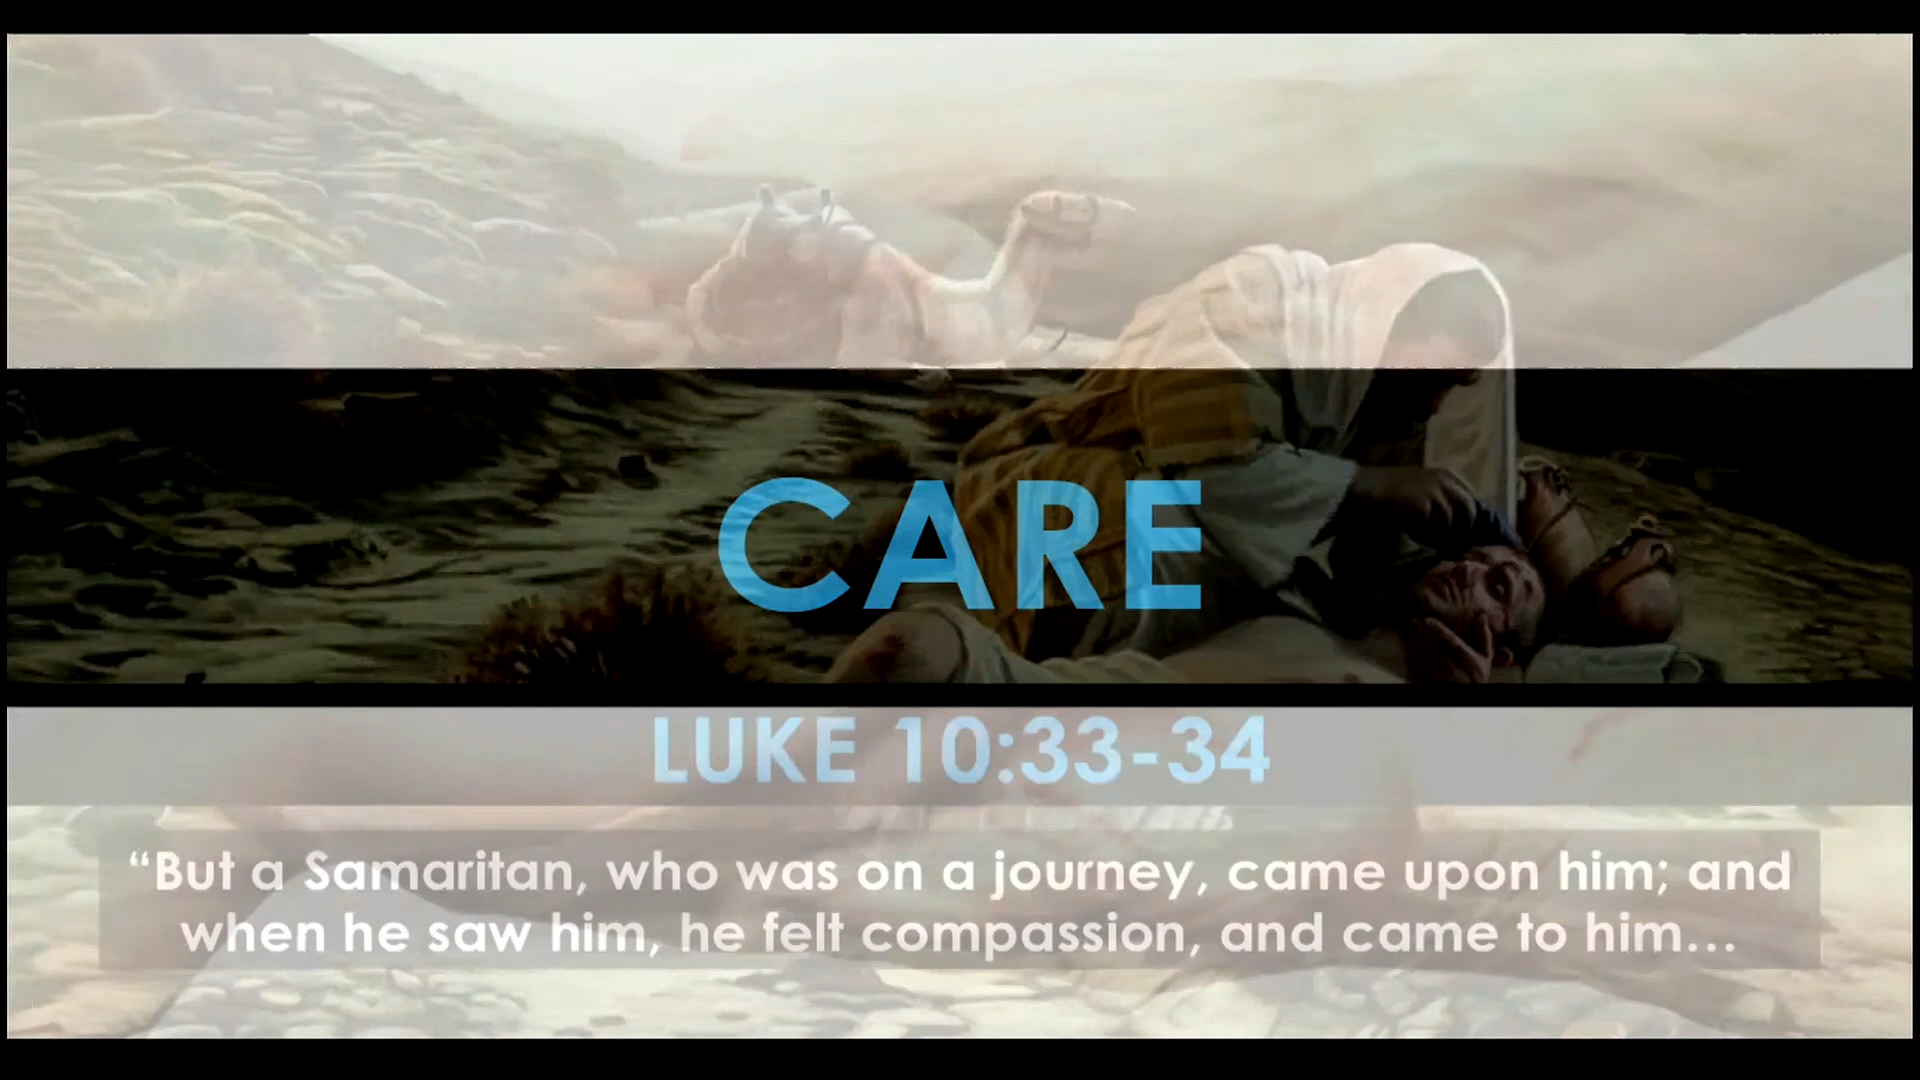 CARE
LUKE 10:33-34
“But a Samaritan, who was on a journey, came upon him; and
when he saw him, he felt compassion, and came to him…